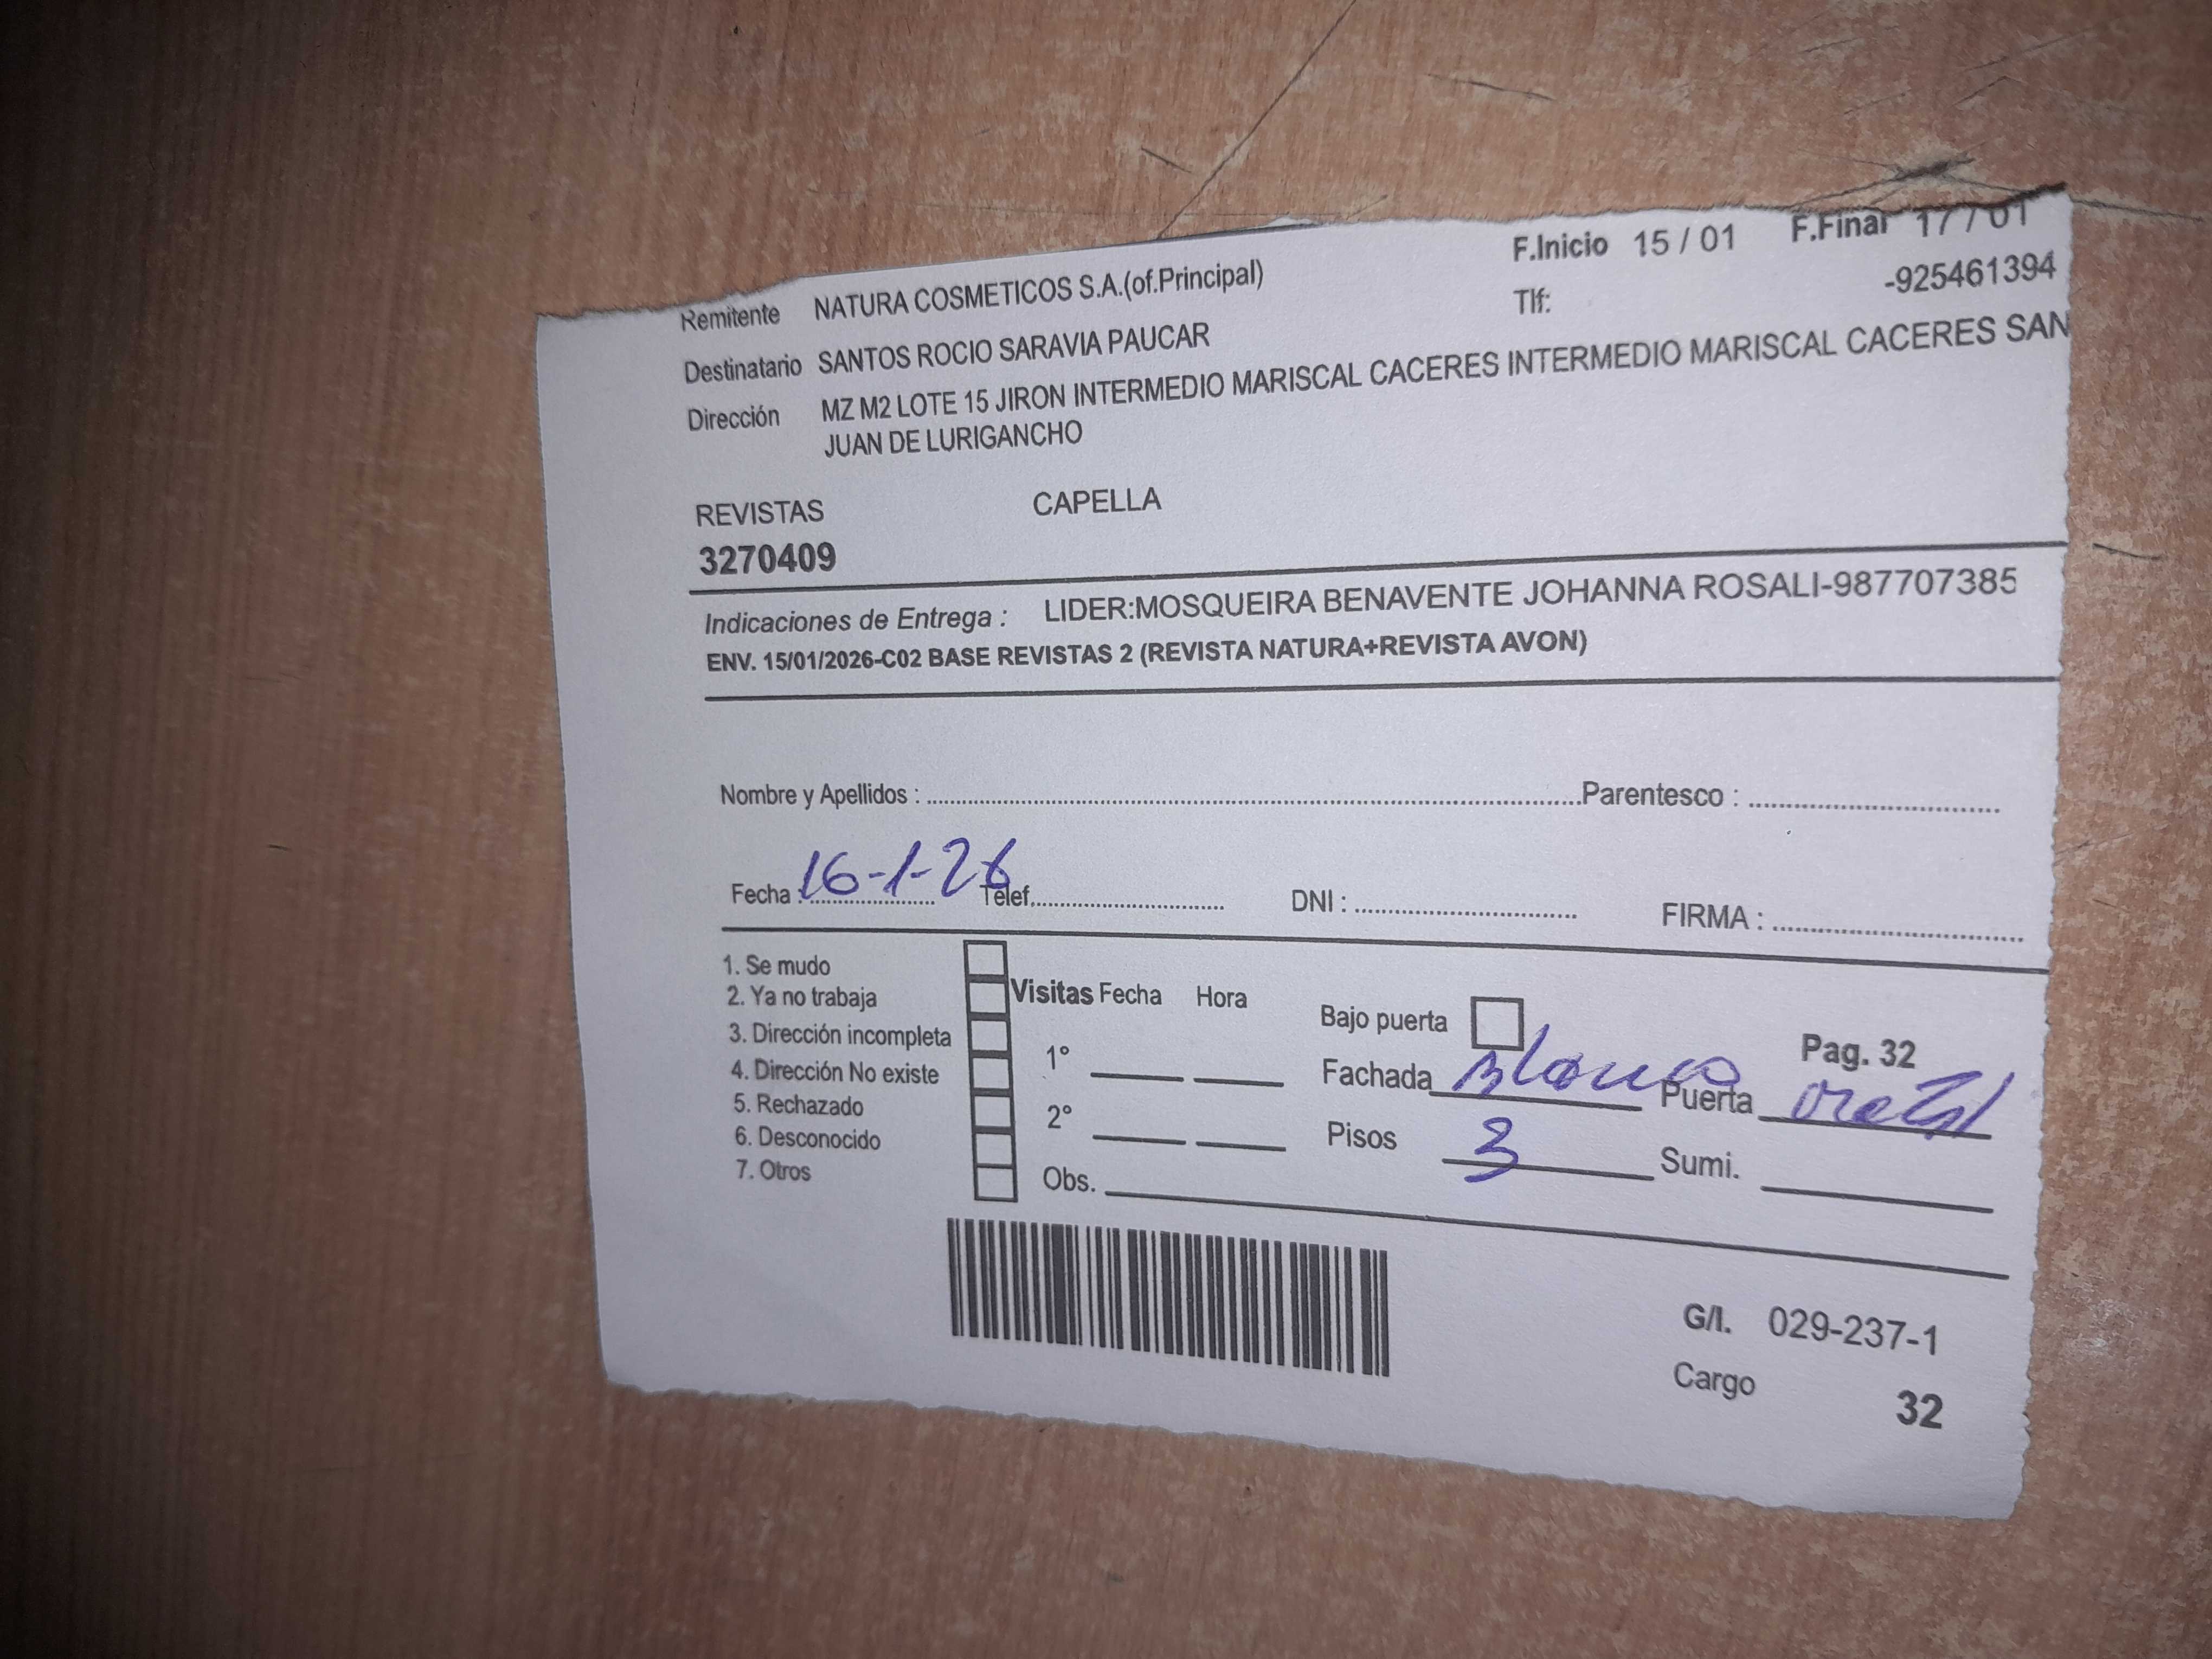 F.Inicio 15 / 01 F.Final 17 / 01
Remitente NATURA COSMETICOS S.A.(of.Principal)
Tlf: -925461394
Destinatario SANTOS ROCIO SARAVIA PAUCAR
Dirección MZ M2 LOTE 15 JIRON INTERMEDIO MARISCAL CACERES INTERMEDIO MARISCAL CACERES SAN
JUAN DE LURIGANCHO
REVISTAS CAPELLA
3270409
Indicaciones de Entrega : LIDER:MOSQUEIRA BENAVENTE JOHANNA ROSALI-987707385
ENV. 15/01/2026-C02 BASE REVISTAS 2 (REVISTA NATURA+REVISTA AVON)
Nombre y Apellidos : Parentesco :
Fecha : 16-1-26 Telef. DNI : FIRMA :
1. Se mudo
2. Ya no trabaja
3. Dirección incompleta
4. Dirección No existe
5. Rechazado
6. Desconocido
7. Otros
Visitas Fecha Hora
1°
2°
Obs.
Bajo puerta
Pag. 32
Fachada Blanco Puerta
Pisos 3 Sumi.
G/I. 029-237-1
Cargo 32